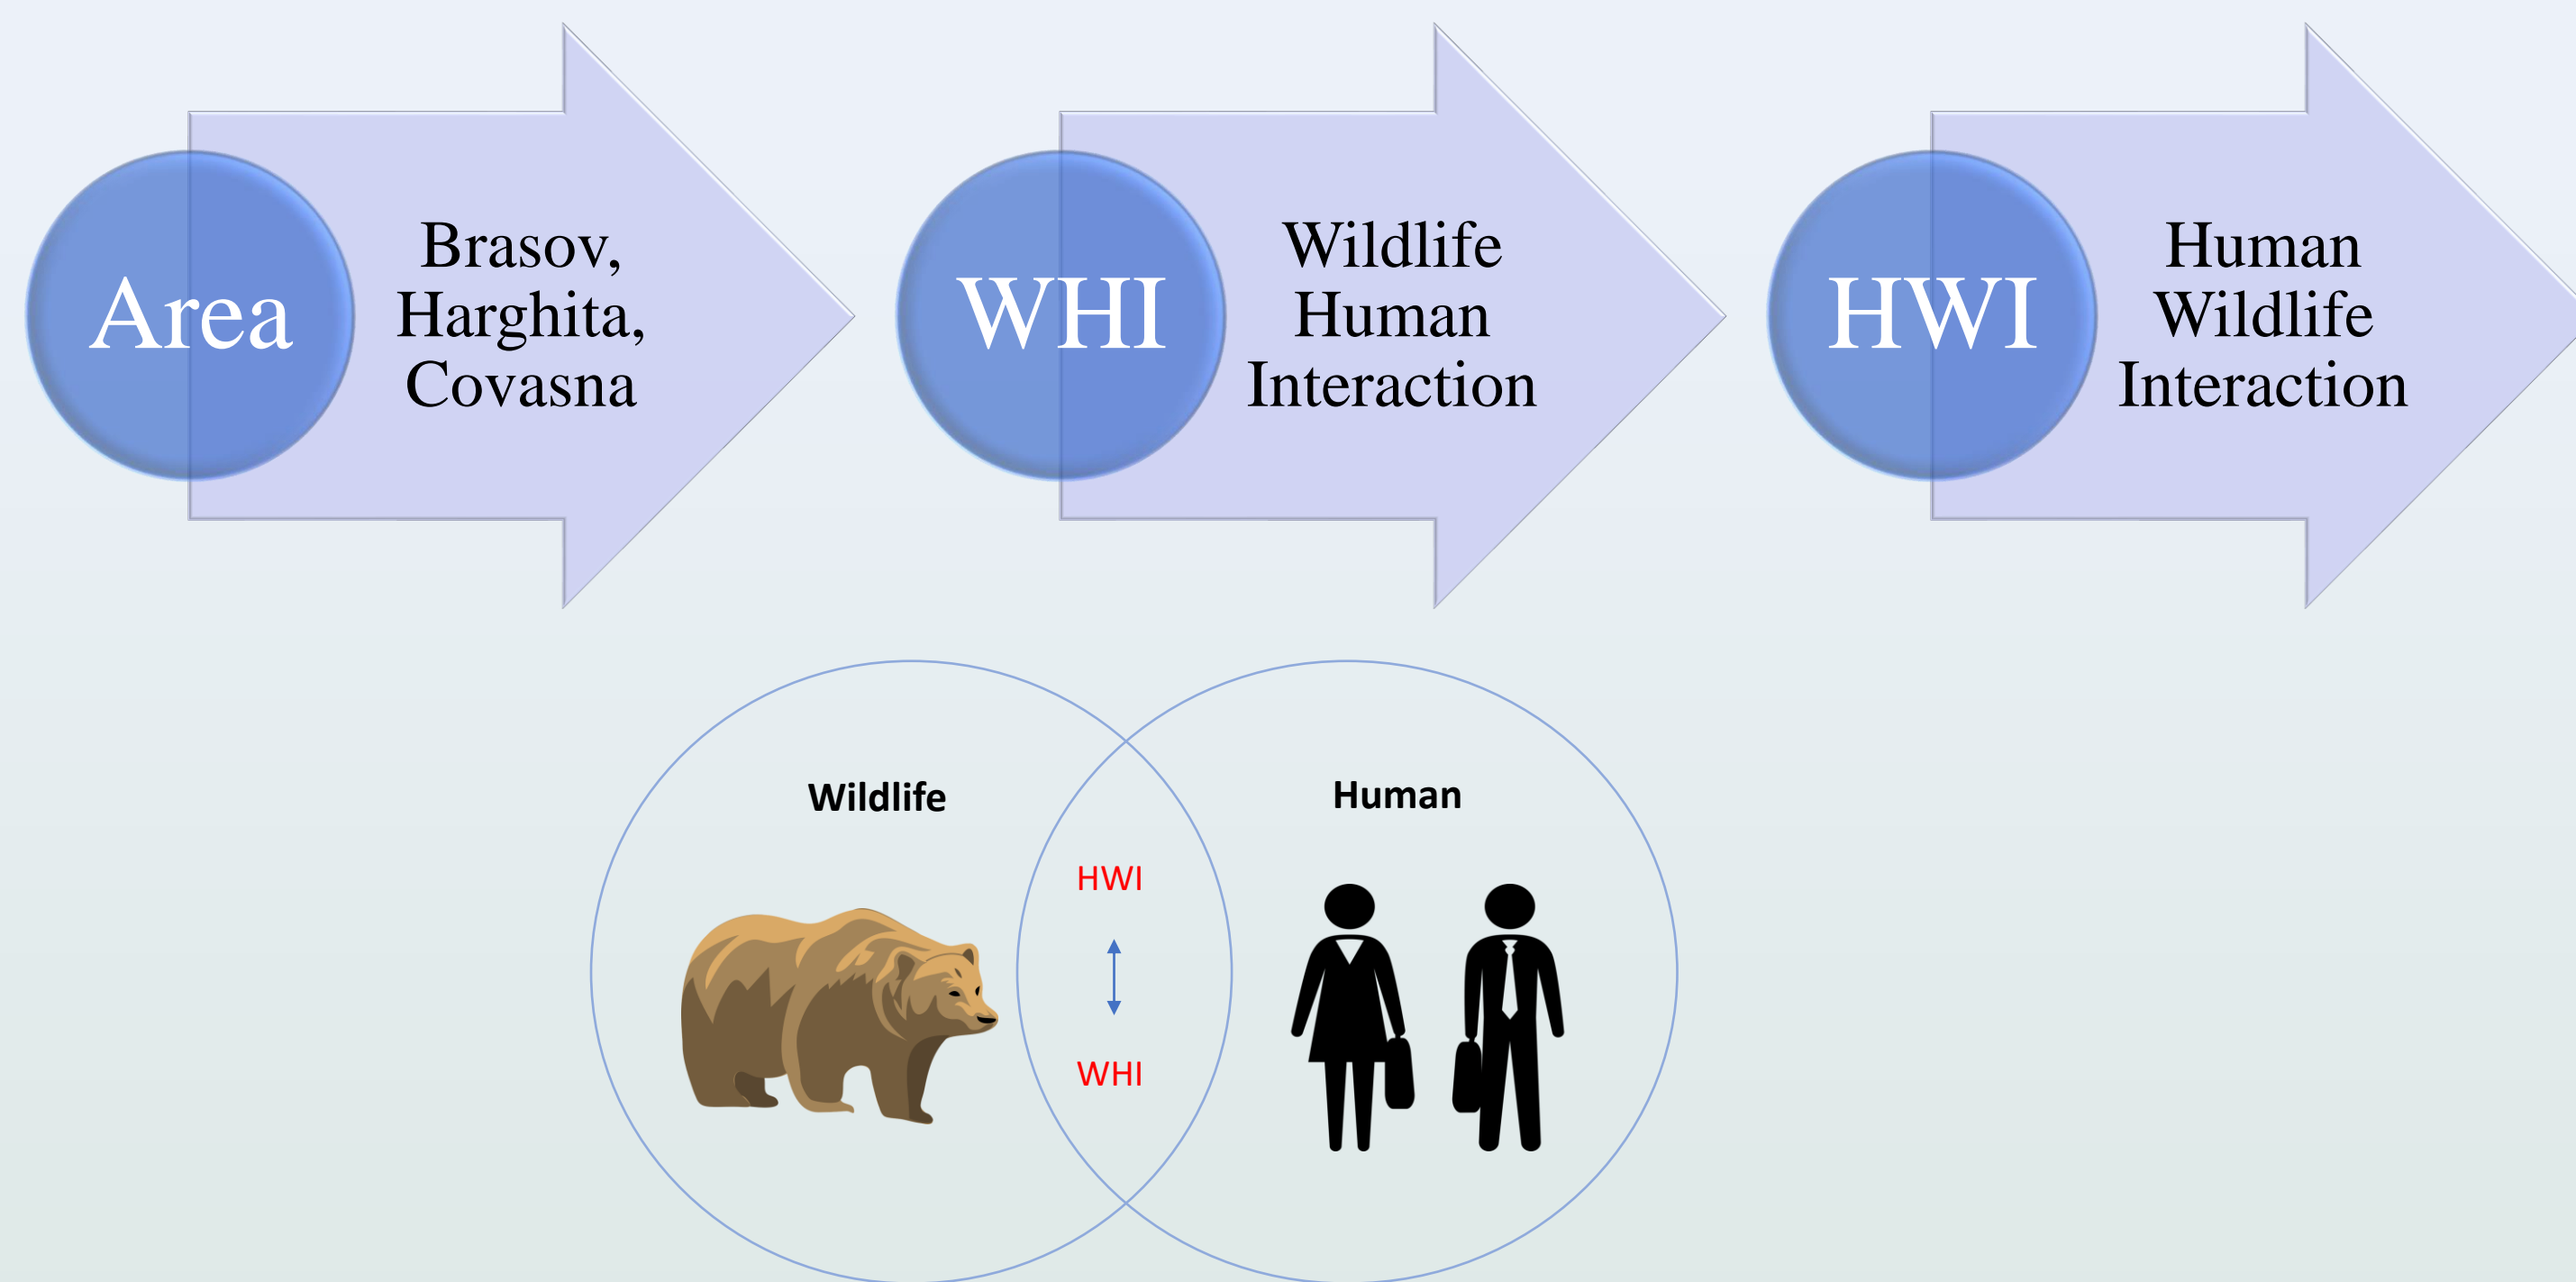 Area
Brasov,
Harghita,
Covasna
WHI
Wildlife
Human
Interaction
HWI
Human
Wildlife
Interaction
Wildlife
Human
HWI
WHI